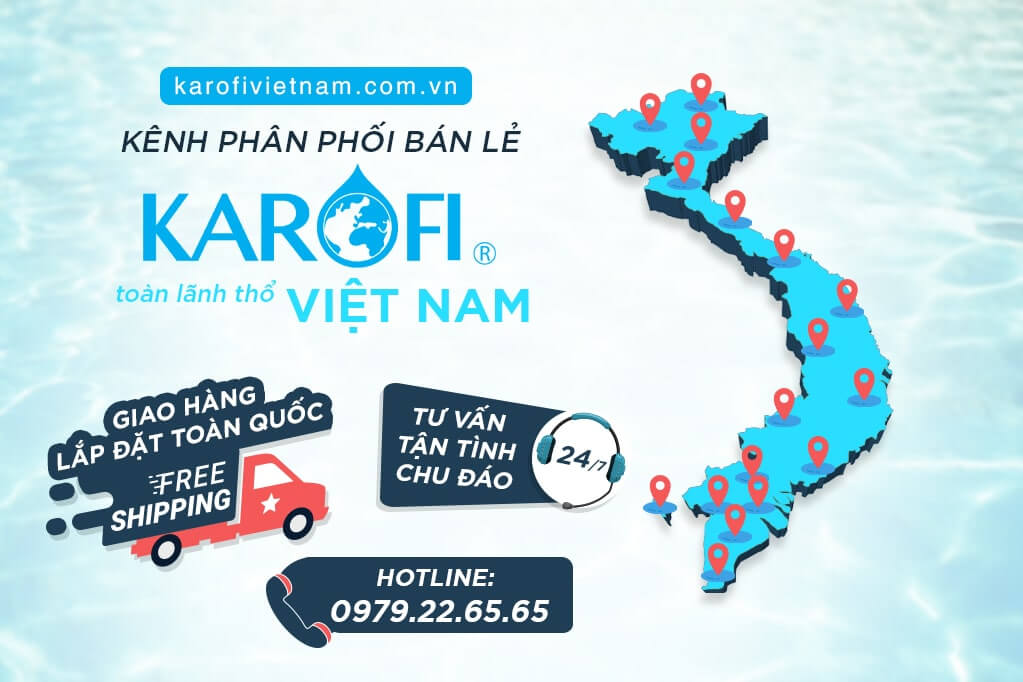 karofivietnam.com.vn
KÊNH PHÂN PHỐI BÁN LẺ
KAROFI®
toàn lãnh thổ VIỆT NAM
GIAO HÀNG
LẮP ĐẶT TOÀN QUỐC
FREE
SHIPPING
TƯ VẤN
TẬN TÌNH
CHU ĐÁO
24/7
HOTLINE:
0979.22.65.65